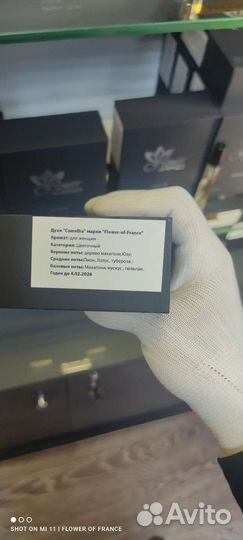 Духи "Camellia" марки "Flower-of-France"
Аромат: для женщин
Категория: Цветочный
Верхние ноты: дерево махагони, Юзу
Средние ноты: Пион, Лотос, тубероза.
Базовые ноты: Махагони, мускус, тюльпан.
Годен до 4.02.2026
SHOT ON MI 11 | FLOWER OF FRANCE
Avito